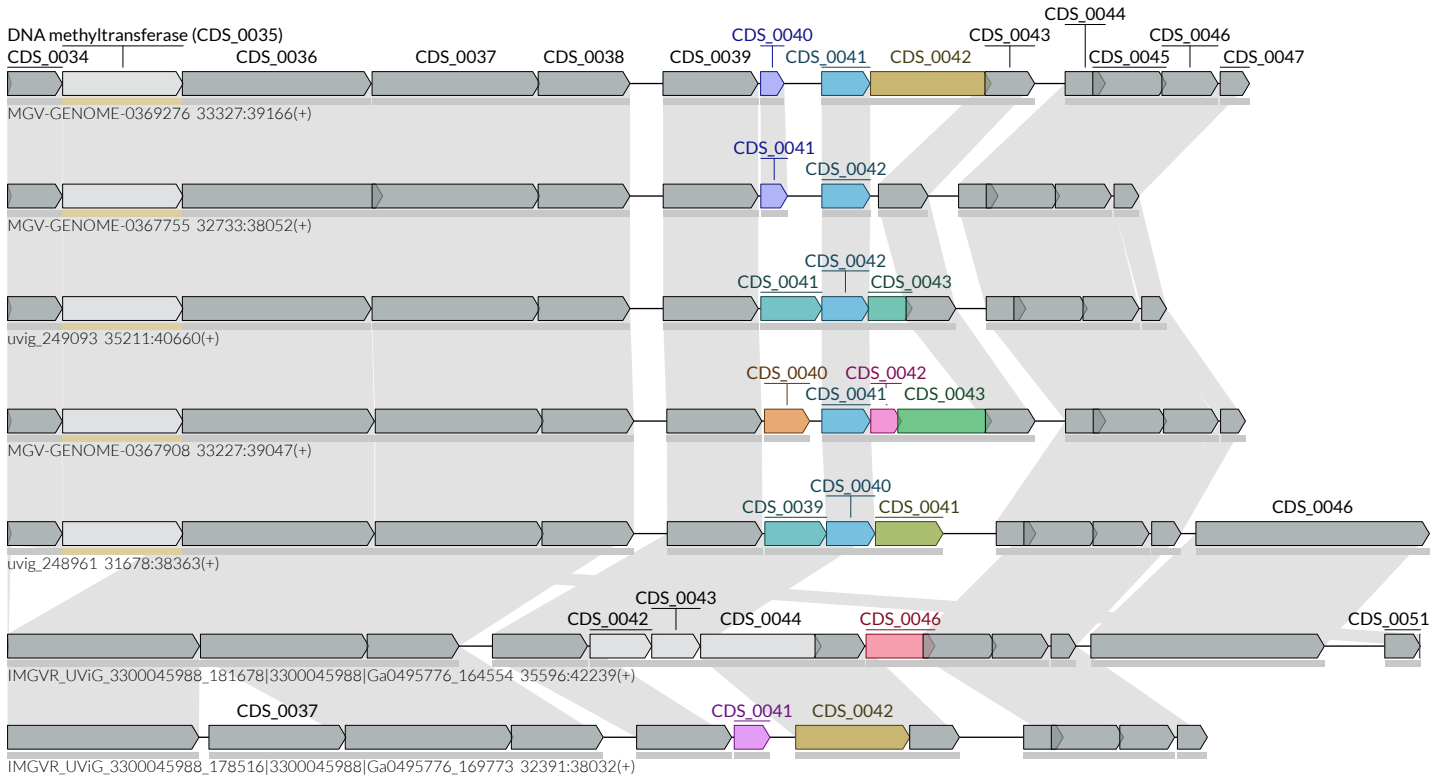 CDS_0044
DNA methyltransferase (CDS_0035) CDS_0040 CDS_0043 CDS_0046
CDS_0034 CDS_0036 CDS_0037 CDS_0038 CDS_0039 CDS_0041 CDS_0042 CDS_0045 CDS_0047
MGV-GENOME-0369276 33327:39166(+)
CDS_0041
CDS_0042
MGV-GENOME-0367755 32733:38052(+)
CDS_0042
CDS_0041 CDS_0043
uvig_249093 35211:40660(+)
CDS_0040 CDS_0042
CDS_0041 CDS_0043
MGV-GENOME-0367908 33227:39047(+)
CDS_0040
CDS_0039 CDS_0041 CDS_0046
uvig_248961 31678:38363(+)
CDS_0043
CDS_0042 CDS_0044 CDS_0046 CDS_0051
IMGVR_UViG_3300045988_181678|3300045988|Ga0495776_164554 35596:42239(+)
CDS_0037 CDS_0041 CDS_0042
IMGVR_UViG_3300045988_178516|3300045988|Ga0495776_169773 32391:38032(+)